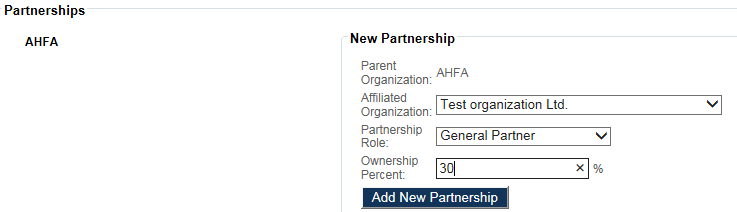 Partnerships
AHFA
New Partnership
Parent
Organization: AHFA
Affiliated
Organization: Test organization Ltd.
Partnership
Role: General Partner
Ownership
Percent: 30 × %
Add New Partnership